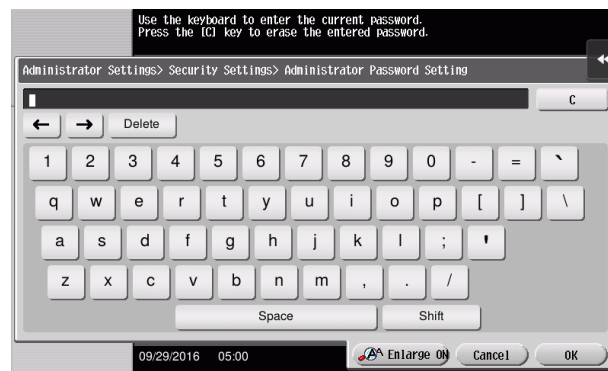 Use the keyboard to enter the current password.
Press the [C] key to erase the entered password.
Administrator Settings> Security Settings> Administrator Password Setting
C
← → Delete
1 2 3 4 5 6 7 8 9 0 - = `
q w e r t y u i o p [ ] \
a s d f g h j k l ; '
z x c v b n m , . /
Space Shift
09/29/2016 05:00 Enlarge ON Cancel OK